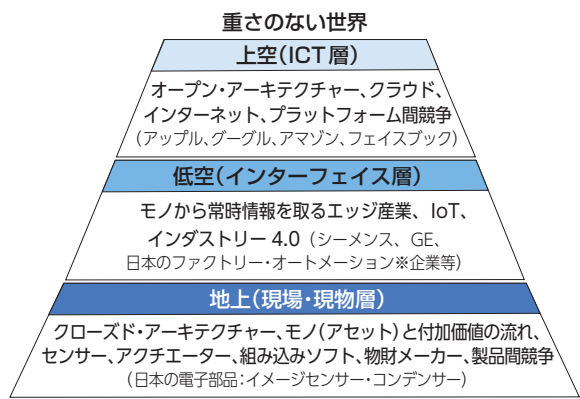 重さのない世界
上空(ICT層)
オープン・アーキテクチャー、クラウド、
インターネット、プラットフォーム間競争
(アップル、グーグル、アマゾン、フェイスブック)
低空(インターフェイス層)
モノから常時情報を取るエッジ産業、IoT、
インダストリー 4.0(シーメンス、GE、
日本のファクトリー・オートメーション※企業等)
地上(現場・現物層)
クローズド・アーキテクチャー、モノ(アセット)と付加価値の流れ、
センサー、アクチエーター、組み込みソフト、物財メーカー、製品間競争
(日本の電子部品:イメージセンサー・コンデンサー)